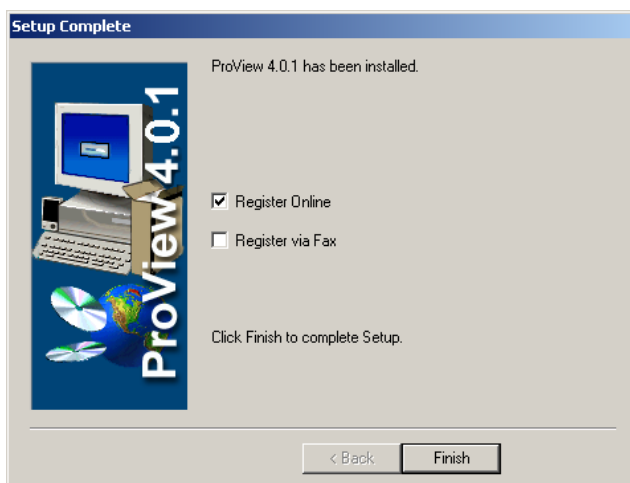 Setup Complete
ProView 4.0.1 has been installed.
ProView 4.0.1
Register Online
Register via Fax
Click Finish to complete Setup.
< Back
Finish